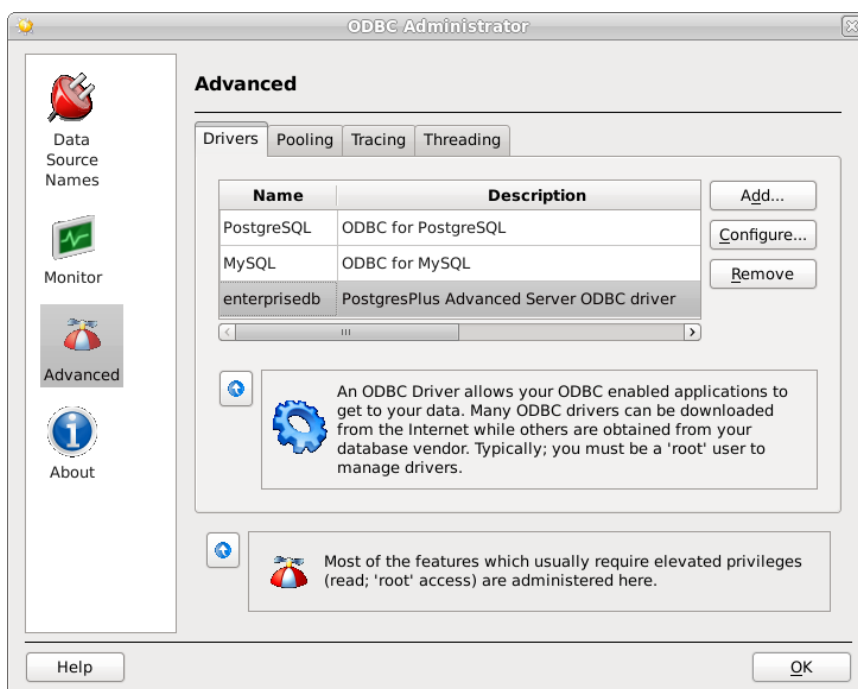 ODBC Administrator
Data
Source
Names
Monitor
Advanced
About
Advanced
Drivers Pooling Tracing Threading
Name Description
PostgreSQL ODBC for PostgreSQL
MySQL ODBC for MySQL
enterprisedb PostgresPlus Advanced Server ODBC driver
Add...
Configure...
Remove
An ODBC Driver allows your ODBC enabled applications to
get to your data. Many ODBC drivers can be downloaded
from the Internet while others are obtained from your
database vendor. Typically; you must be a 'root' user to
manage drivers.
Most of the features which usually require elevated privileges
(read; 'root' access) are administered here.
Help OK